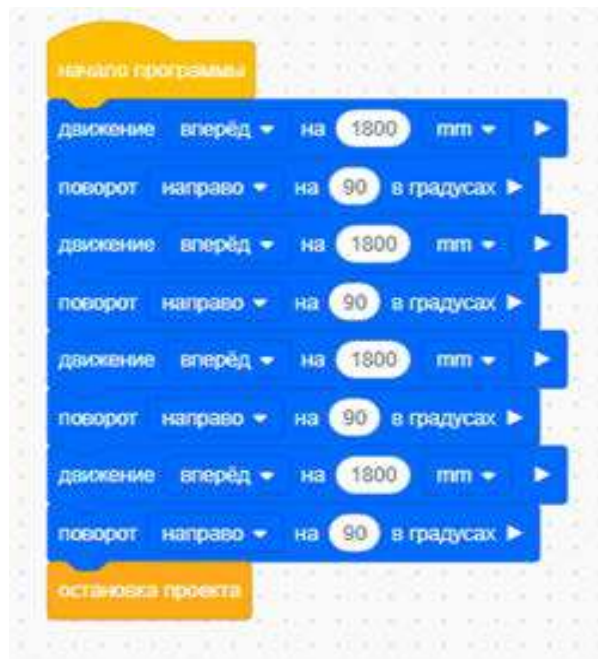 начало программы
движение вперёд на 1800 mm
поворот направо на 90 в градусах
движение вперёд на 1800 mm
поворот направо на 90 в градусах
движение вперёд на 1800 mm
поворот направо на 90 в градусах
движение вперёд на 1800 mm
поворот направо на 90 в градусах
остановка проекта